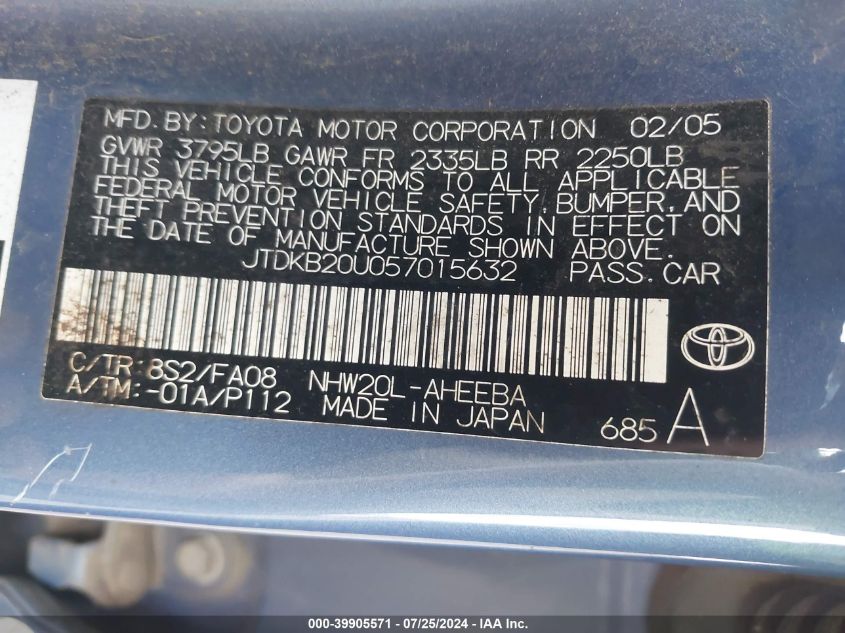 MFD. BY: TOYOTA MOTOR CORPORATION 02/05
GVWR 3795LB GAWR FR 2335LB RR 2250LB
THIS VEHICLE CONFORMS TO ALL APPLICABLE
FEDERAL MOTOR VEHICLE SAFETY, BUMPER, AND
THEFT PREVENTION STANDARDS IN EFFECT ON
THE DATE OF MANUFACTURE SHOWN ABOVE.
JTDKB20U057015632 PASS. CAR
C/TR: 8S2/FA08 NHW20L-AHEEBA
A/TM: -01A/P112 MADE IN JAPAN
685 A
000-39905571 / 07/25/2024 - IAA, Inc.